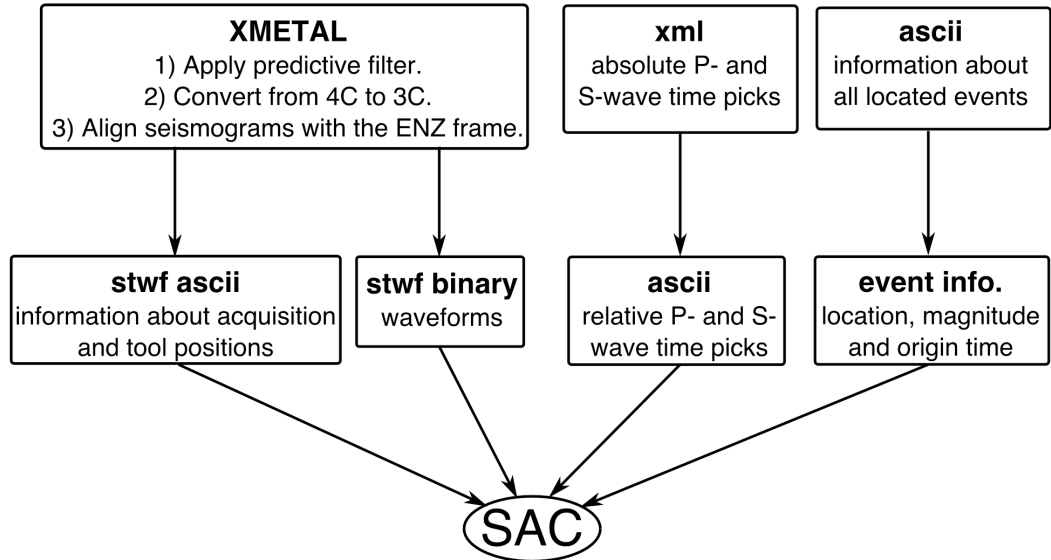 XMETAL
1) Apply predictive filter.
2) Convert from 4C to 3C.
3) Align seismograms with the ENZ frame.
xml
absolute P- and
S-wave time picks
ascii
information about
all located events
stwf ascii
information about acquisition
and tool positions
stwf binary
waveforms
ascii
relative P- and S-
wave time picks
event info.
location, magnitude
and origin time
SAC